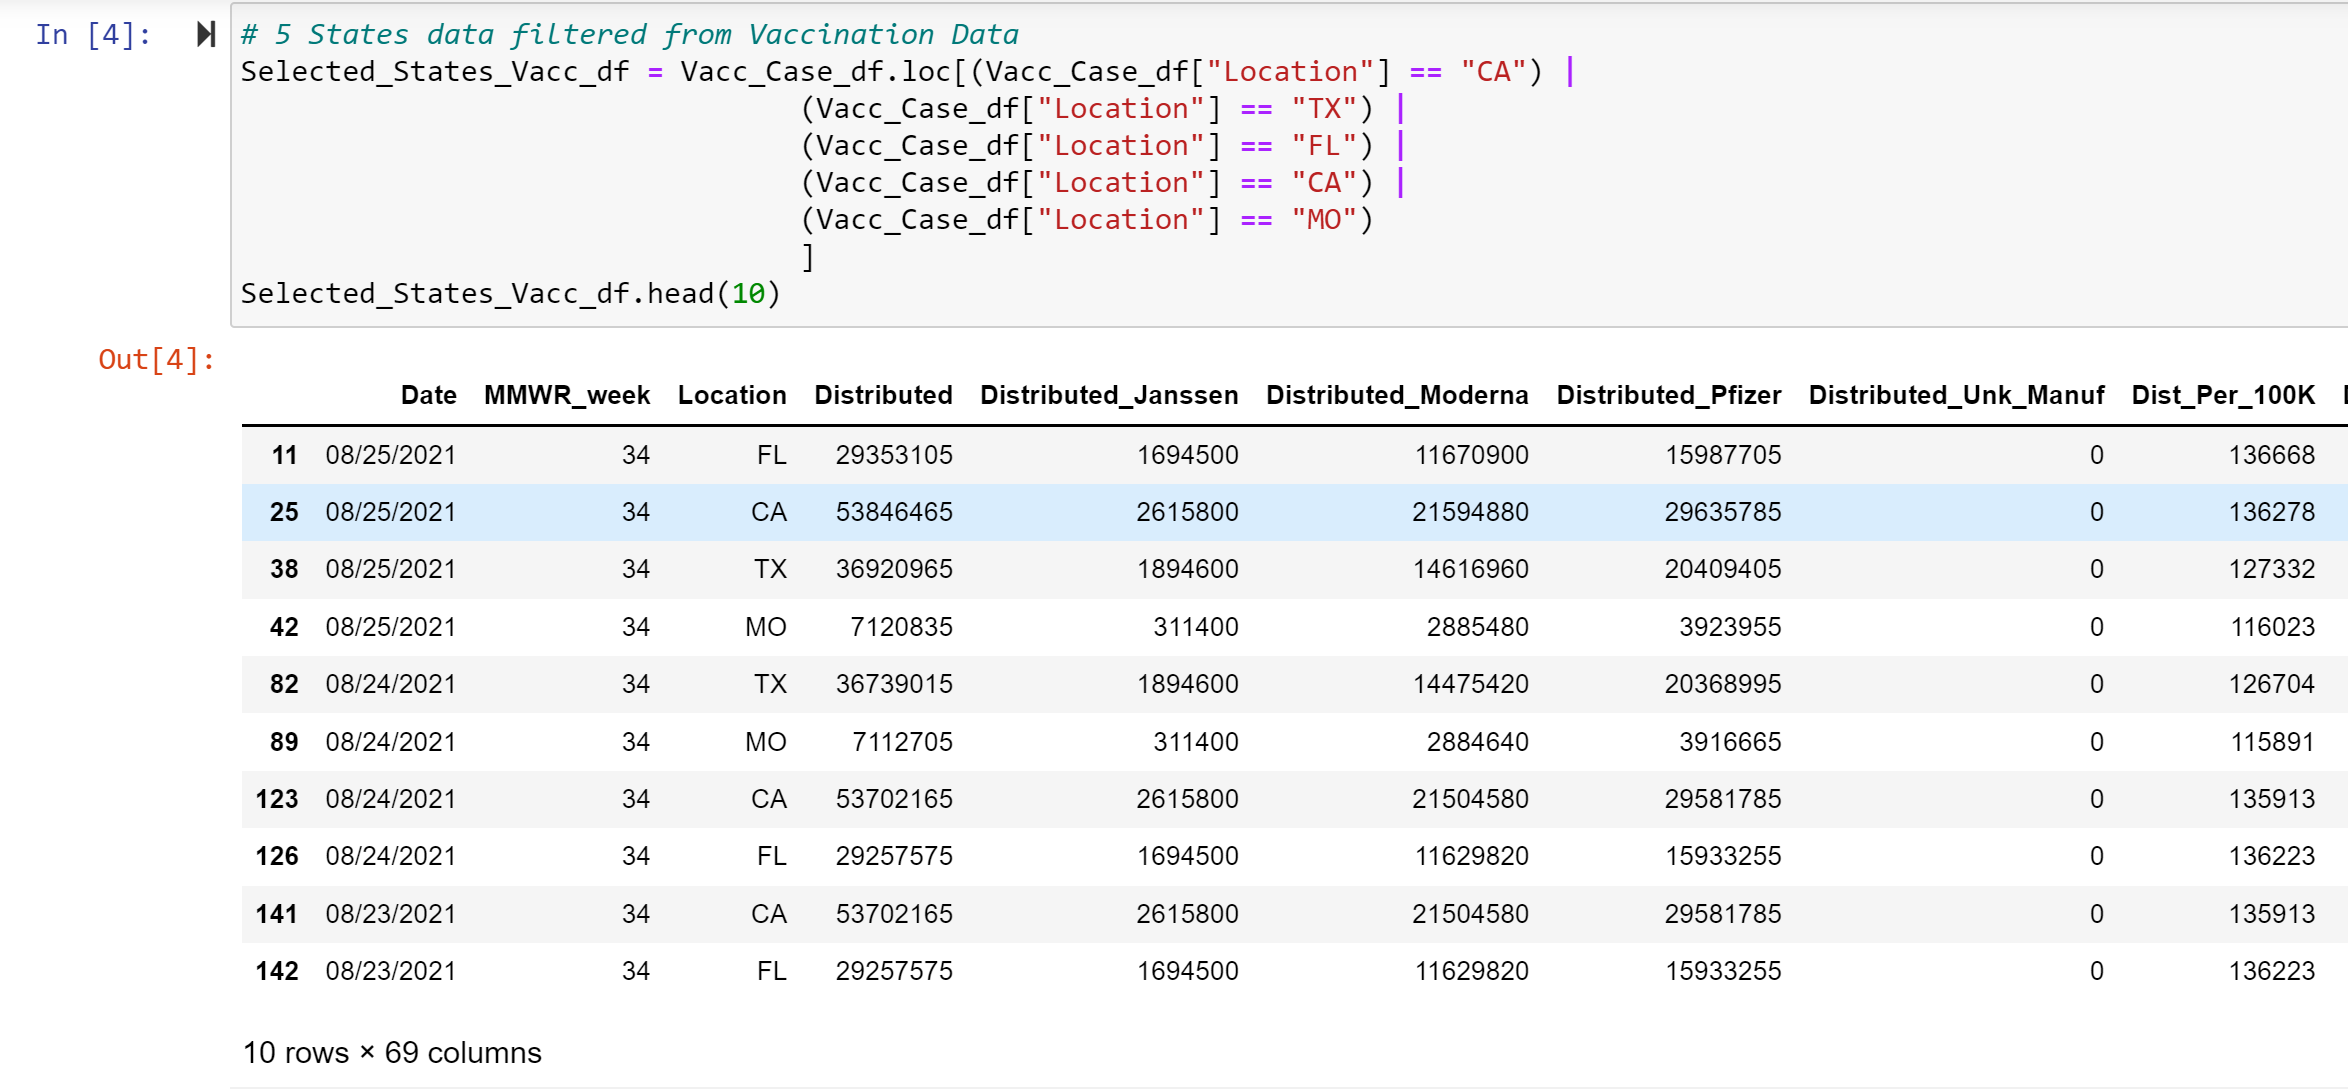 In [4]:
# 5 States data filtered from Vaccination Data
Selected_States_Vacc_df = Vacc_Case_df.loc[(Vacc_Case_df["Location"] == "CA") |
(Vacc_Case_df["Location"] == "TX") |
(Vacc_Case_df["Location"] == "FL") |
(Vacc_Case_df["Location"] == "CA") |
(Vacc_Case_df["Location"] == "MO")
]
Selected_States_Vacc_df.head(10)
Out[4]:
Date MMWR_week Location Distributed Distributed_Janssen Distributed_Moderna Distributed_Pfizer Distributed_Unk_Manuf Dist_Per_100K
11 08/25/2021 34 FL 29353105 1694500 11670900 15987705 0 136668
25 08/25/2021 34 CA 53846465 2615800 21594880 29635785 0 136278
38 08/25/2021 34 TX 36920965 1894600 14616960 20409405 0 127332
42 08/25/2021 34 MO 7120835 311400 2885480 3923955 0 116023
82 08/24/2021 34 TX 36739015 1894600 14475420 20368995 0 126704
89 08/24/2021 34 MO 7112705 311400 2884640 3916665 0 115891
123 08/24/2021 34 CA 53702165 2615800 21504580 29581785 0 135913
126 08/24/2021 34 FL 29257575 1694500 11629820 15933255 0 136223
141 08/23/2021 34 CA 53702165 2615800 21504580 29581785 0 135913
142 08/23/2021 34 FL 29257575 1694500 11629820 15933255 0 136223
10 rows × 69 columns